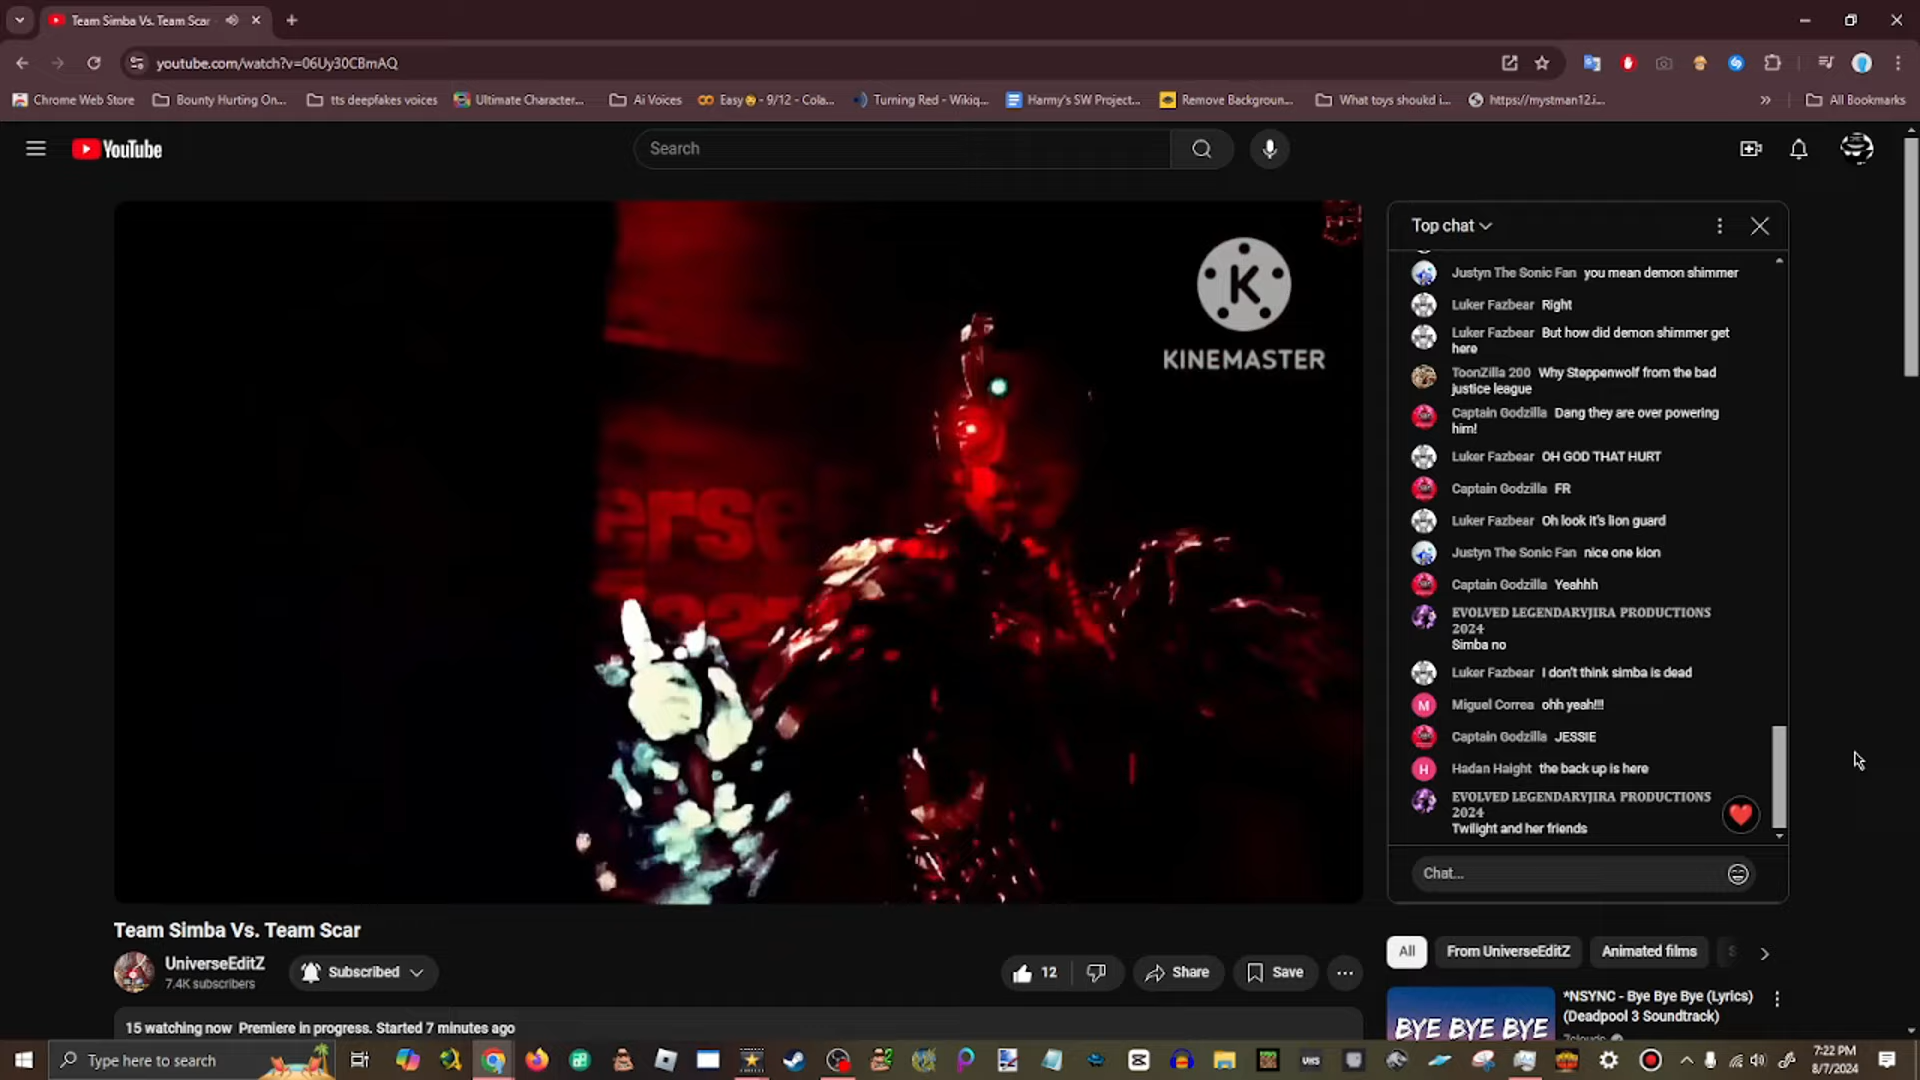 Team Simba Vs. Team Scar
youtube.com/watch?v=06Uy30CBmAQ
Chrome Web Store
Bounty Hurting On...
tts deepfakes voices
Ultimate Character...
Ai Voices
Easy - 9/12 - Cola...
Turning Red - Wikiq...
Harmy's SW Project...
Remove Backgroun...
What toys shoukd i...
https://mystman12.i...
All Bookmarks
YouTube
Search
K
KINEMASTER
erse
Top chat
Justyn The Sonic Fan you mean demon shimmer
Luker Fazbear Right
Luker Fazbear But how did demon shimmer get
here
ToonZilla 200 Why Steppenwolf from the bad
justice league
Captain Godzilla Dang they are over powering
him!
Luker Fazbear OH GOD THAT HURT
Captain Godzilla FR
Luker Fazbear Oh look it's lion guard
Justyn The Sonic Fan nice one kion
Captain Godzilla Yeahhh
EVOLVED LEGENDARYJIRA PRODUCTIONS
2024
Simba no
Luker Fazbear I don't think simba is dead
M Miguel Correa ohh yeah!!!
Captain Godzilla JESSIE
H Hadan Haight the back up is here
EVOLVED LEGENDARYJIRA PRODUCTIONS
2024
Twilight and her friends
Chat...
Team Simba Vs. Team Scar
UniverseEditZ
7.4K subscribers
Subscribed
12
Share
Save
15 watching now Premiere in progress. Started 7 minutes ago
All
From UniverseEditZ
Animated films
*NSYNC - Bye Bye Bye (Lyrics)
(Deadpool 3 Soundtrack)
BYE BYE BYE
Type here to search
VHS
7:22 PM
8/7/2024